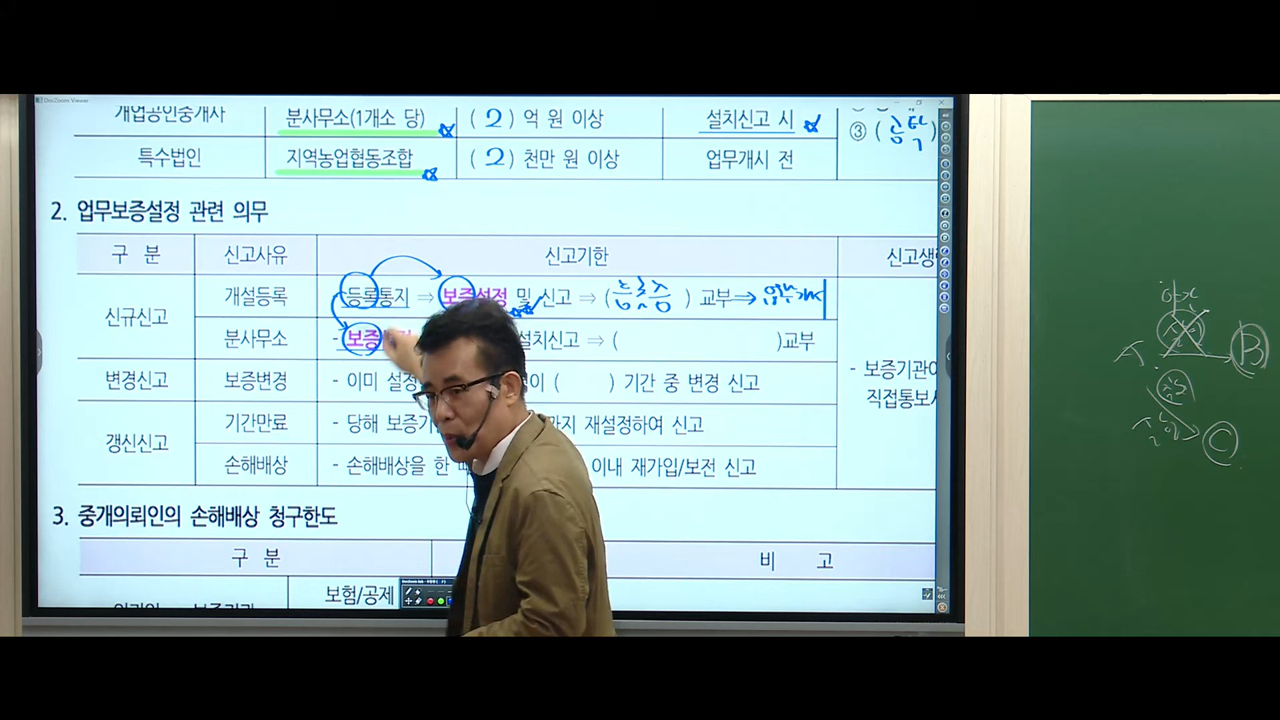 DocZoom Viewer
개업공인중개사 분사무소(1개소 당) ( 2 ) 억 원 이상 설치신고 시
③ ( 공탁
특수법인 지역농업협동조합 ( 2 ) 천만 원 이상 업무개시 전
2. 업무보증설정 관련 의무
구 분 신고사유 신고기한 신고생
신규신고 개설등록 등록통지 ⇒ 보증설정 및 신고 ⇒ ( 등록증 ) 교부 → 업무개시
분사무소 - 보증 설치신고 ⇒ ( )교부
변경신고 보증변경 - 이미 설정 이 ( ) 기간 중 변경 신고
- 보증기관이
직접통보
갱신신고 기간만료 - 당해 보증기 까지 재설정하여 신고
손해배상 - 손해배상을 한 때 이내 재가입/보전 신고
3. 중개의뢰인의 손해배상 청구한도
구 분 비 고
보험/공제
B
C